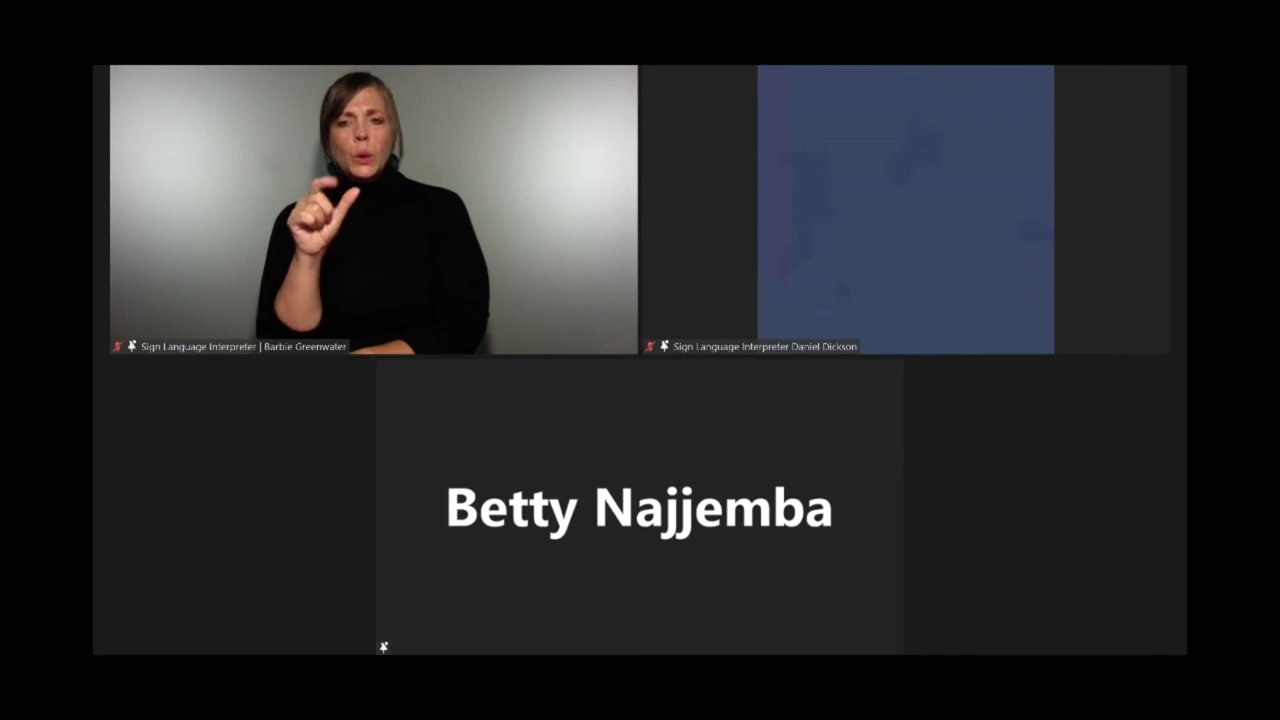 Sign Language Interpreter | Barbie Greenwater
Sign Language Interpreter Daniel Dickson
Betty Najjemba